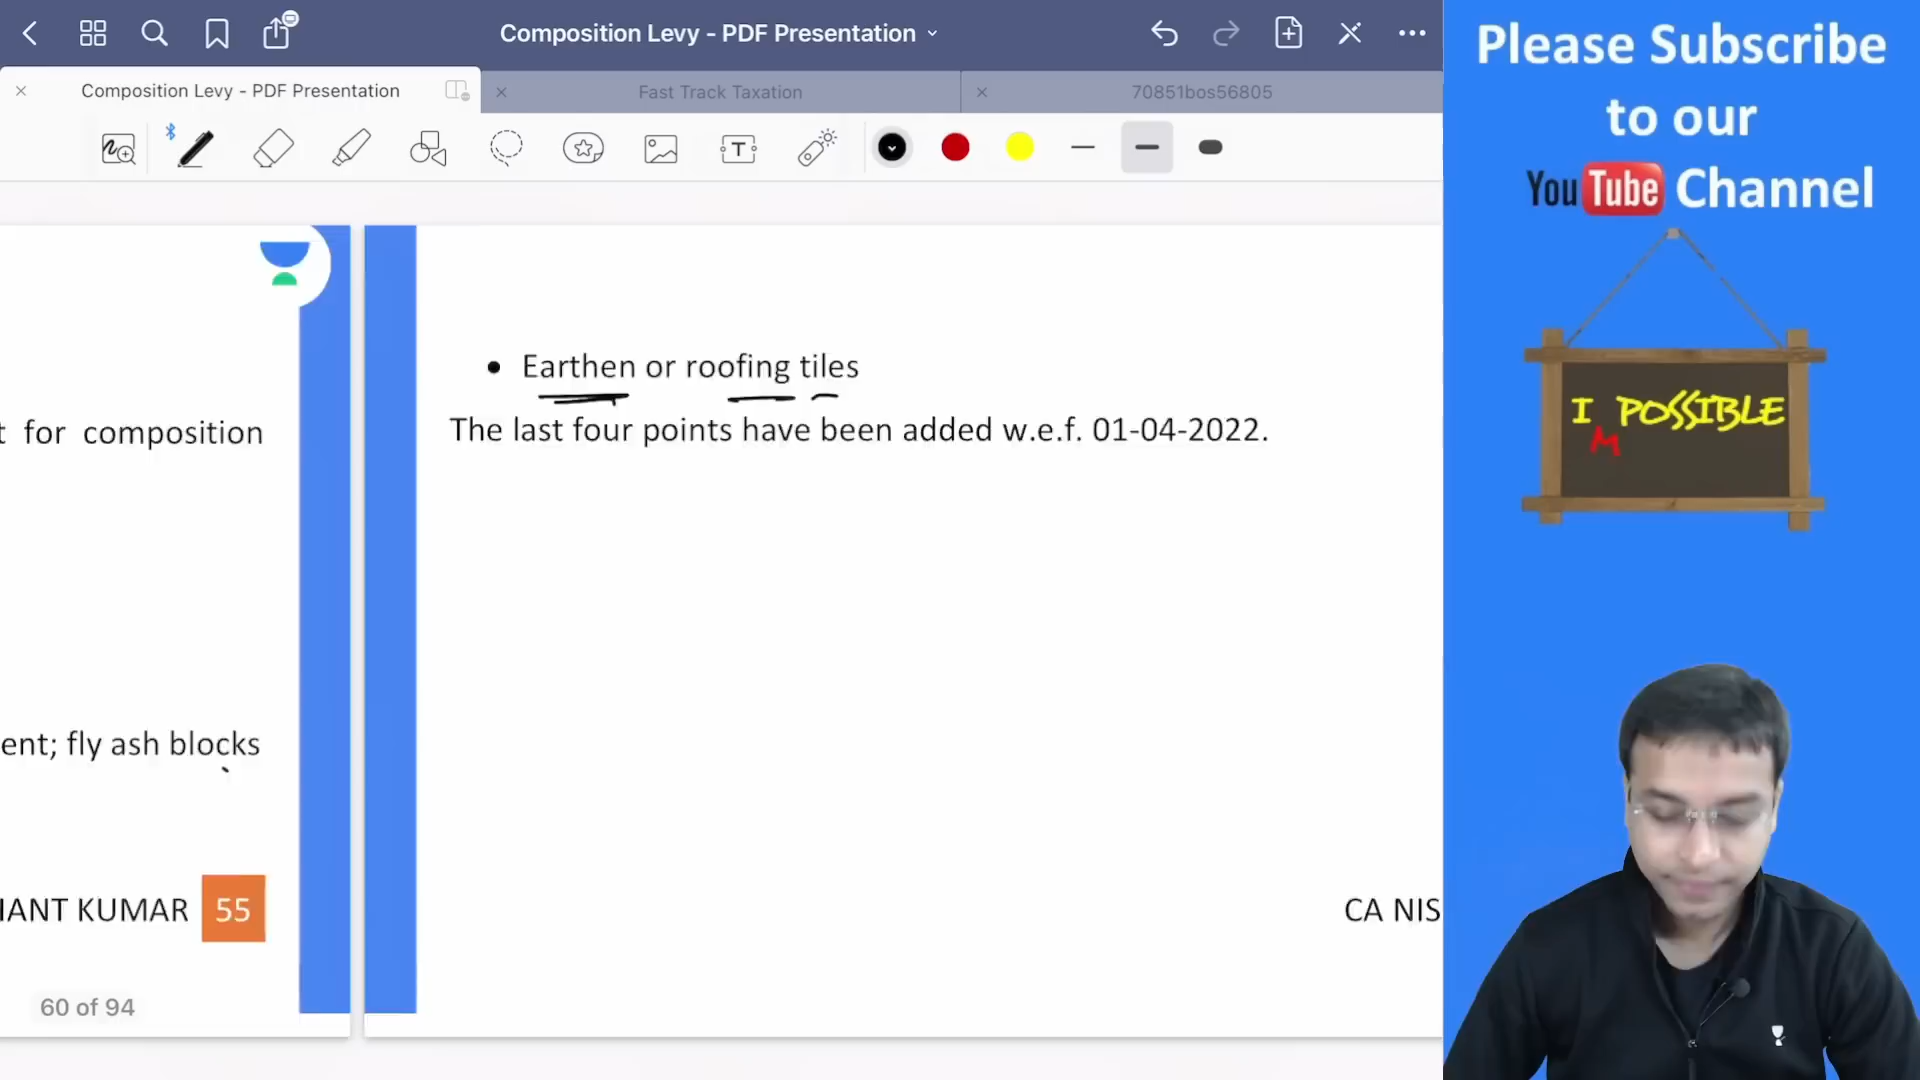 Composition Levy - PDF Presentation
Composition Levy - PDF Presentation
Fast Track Taxation
70851bos56805
T
t for composition
ent; fly ash blocks
IANT KUMAR 55
60 of 94
• Earthen or roofing tiles
The last four points have been added w.e.f. 01-04-2022.
CA NIS
Please Subscribe
to our
YouTube Channel
I POSSIBLE
M